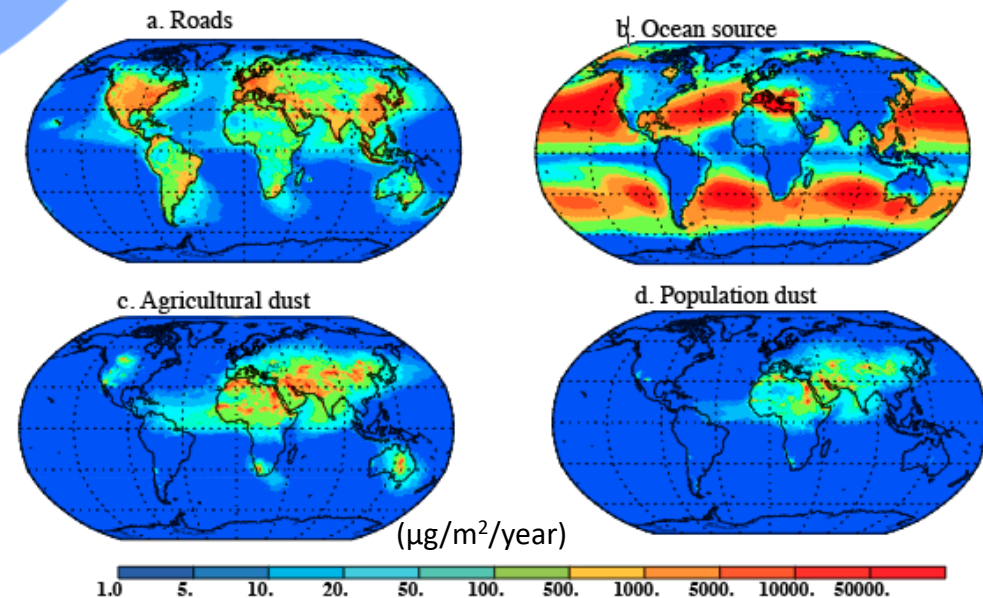 a. Roads
b. Ocean source
c. Agricultural dust
d. Population dust
(µg/m²/year)
1.0 5. 10. 20. 50. 100. 500. 1000. 5000. 10000. 50000.